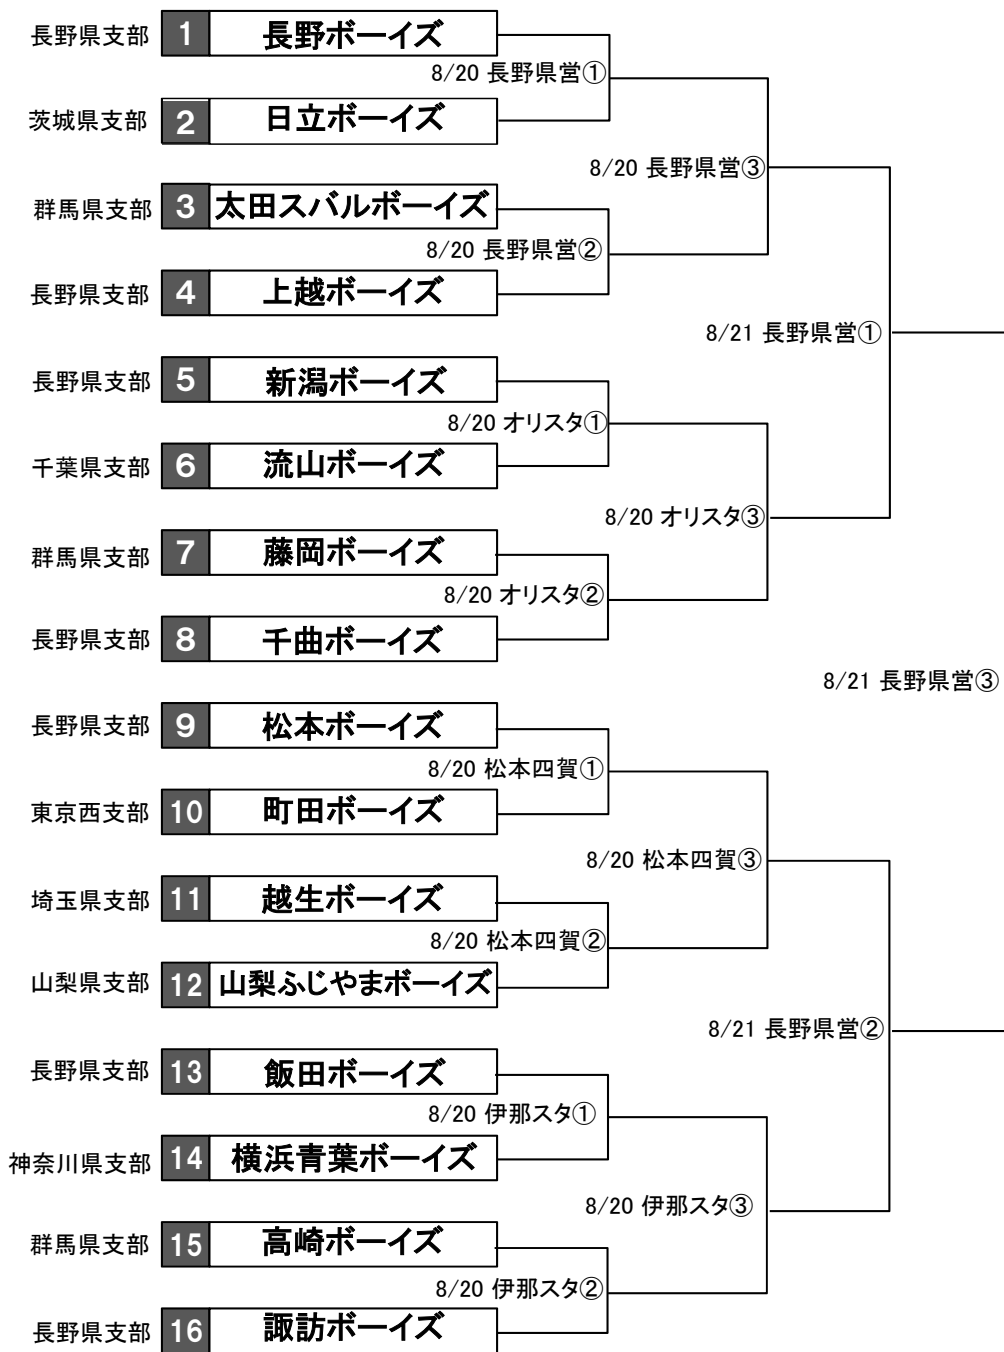 長野県支部 1 長野ボーイズ
8/20 長野県営①
茨城県支部 2 日立ボーイズ
8/20 長野県営③
群馬県支部 3 太田スバルボーイズ
8/20 長野県営②
長野県支部 4 上越ボーイズ
8/21 長野県営①
長野県支部 5 新潟ボーイズ
8/20 オリスタ①
千葉県支部 6 流山ボーイズ
8/20 オリスタ③
群馬県支部 7 藤岡ボーイズ
8/20 オリスタ②
長野県支部 8 千曲ボーイズ
8/21 長野県営③
長野県支部 9 松本ボーイズ
8/20 松本四賀①
東京西支部 10 町田ボーイズ
8/20 松本四賀③
埼玉県支部 11 越生ボーイズ
8/20 松本四賀②
山梨県支部 12 山梨ふじやまボーイズ
8/21 長野県営②
長野県支部 13 飯田ボーイズ
8/20 伊那スタ①
神奈川県支部 14 横浜青葉ボーイズ
8/20 伊那スタ③
群馬県支部 15 高崎ボーイズ
8/20 伊那スタ②
長野県支部 16 諏訪ボーイズ